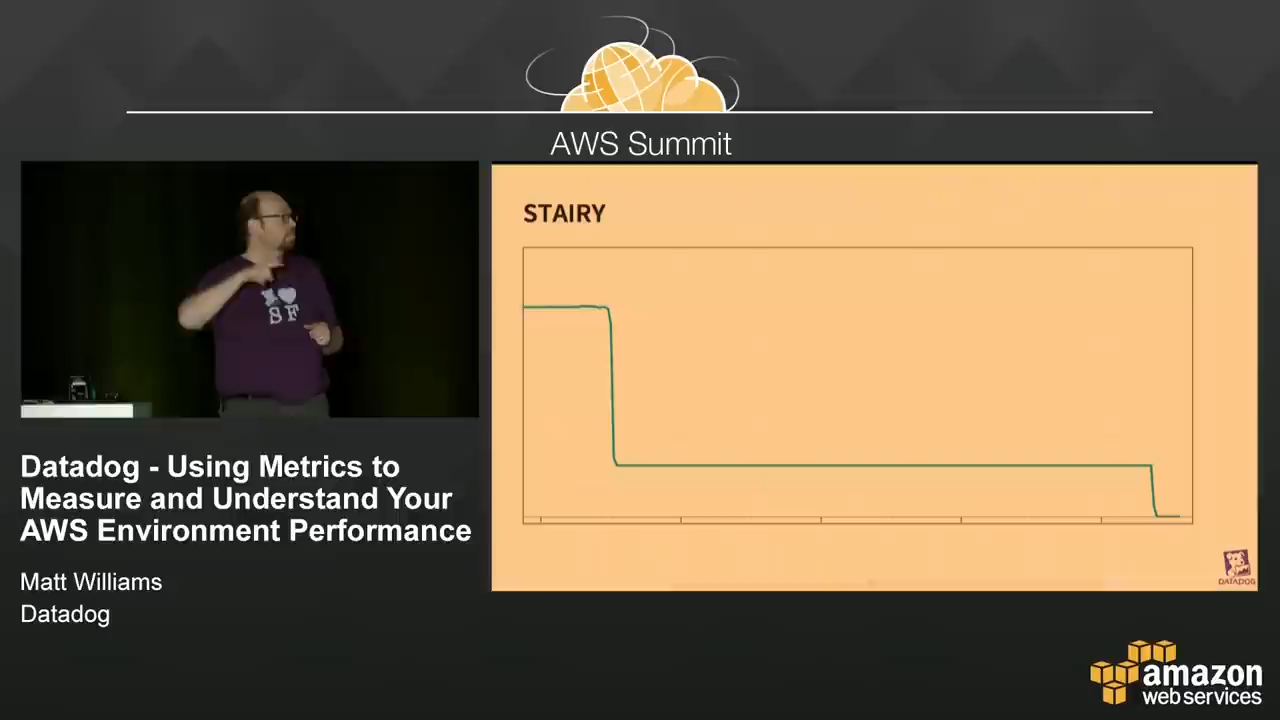 AWS Summit
STAIRY
I
SF
DATADOG
Datadog - Using Metrics to
Measure and Understand Your
AWS Environment Performance
Matt Williams
Datadog
amazon
web services